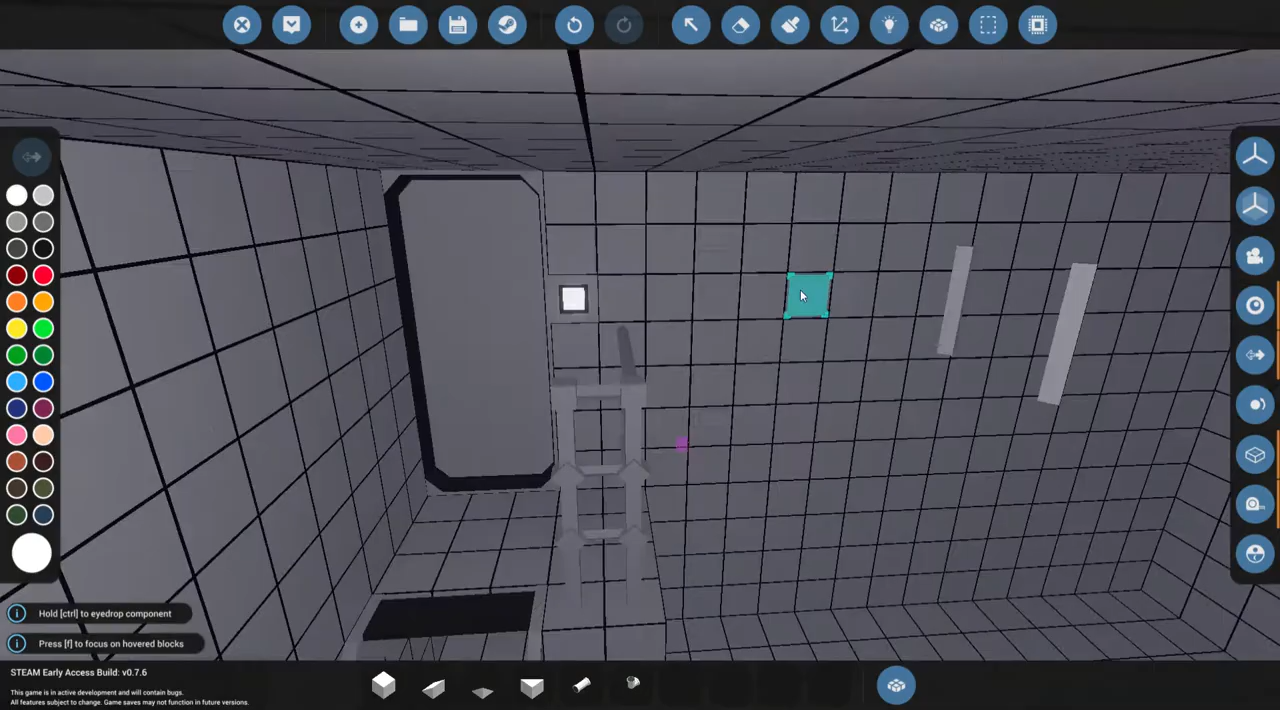 Hold [ctrl] to eyedrop component
Press [f] to focus on hovered blocks
STEAM Early Access Build: v0.7.6
This game is in active development and will contain bugs.
All features subject to change. Game saves may not function in future versions.